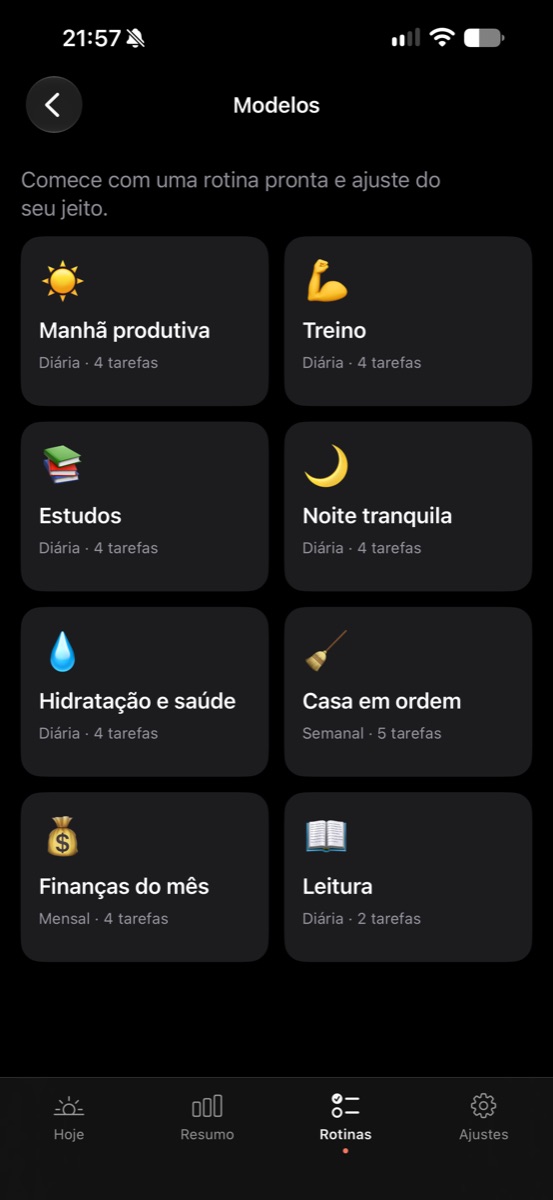 21:57
Modelos
Comece com uma rotina pronta e ajuste do
seu jeito.
Manhã produtiva
Diária · 4 tarefas
Treino
Diária · 4 tarefas
Estudos
Diária · 4 tarefas
Noite tranquila
Diária · 4 tarefas
Hidratação e saúde
Diária · 4 tarefas
Casa em ordem
Semanal · 5 tarefas
Finanças do mês
Mensal · 4 tarefas
Leitura
Diária · 2 tarefas
Hoje
Resumo
Rotinas
Ajustes